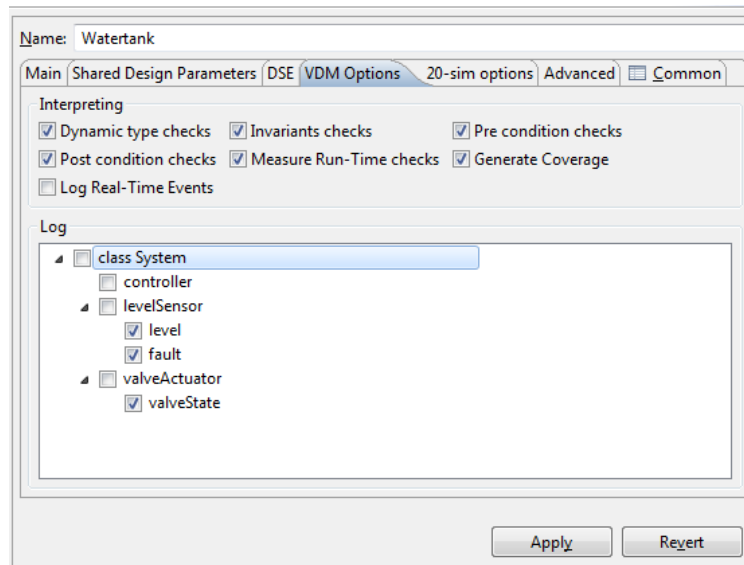 Name: Watertank
Main Shared Design Parameters DSE VDM Options 20-sim options Advanced Common
Interpreting
Dynamic type checks Invariants checks Pre condition checks
Post condition checks Measure Run-Time checks Generate Coverage
Log Real-Time Events
Log
class System
controller
levelSensor
level
fault
valveActuator
valveState
Apply Revert